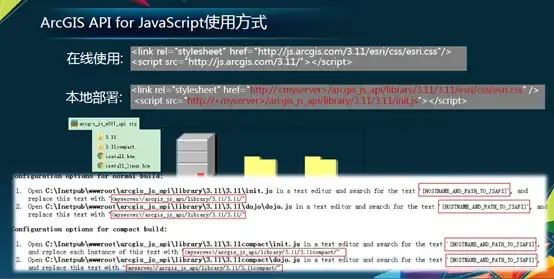 ArcGIS API for JavaScript使用方式
在线使用:
<link rel="stylesheet" href="http://js.arcgis.com/3.11/esri/css/esri.css"/>
<script src="http://js.arcgis.com/3.11/"></script>
本地部署:
<link rel="stylesheet" href="http://<myserver>/arcgis_js_api/library/3.11/3.11/esri/css/esri.css" />
<script src="http://<myserver>/arcgis_js_api/library/3.11/3.11/init.js"></script>
arcgis_js_v311_api.zip
3.11
3.11compact
install.htm
install_linux.htm
Configuration options for normal build:
1. Open C:\Inetpub\wwwroot\arcgis_js_api\library\3.11\3.11\init.js in a text editor and search for the text "[HOSTNAME_AND_PATH_TO_JSAPI]", and
replace this text with "<myserver>/arcgis_js_api/library/3.11/3.11/"
2. Open C:\Inetpub\wwwroot\arcgis_js_api\library\3.11\3.11\dojo\dojo.js in a text editor and search for the text "[HOSTNAME_AND_PATH_TO_JSAPI]", and
replace this text with "<myserver>/arcgis_js_api/library/3.11/3.11/"
Configuration options for compact build:
1. Open C:\Inetpub\wwwroot\arcgis_js_api\library\3.11\3.11compact\init.js in a text editor and search for the text "[HOSTNAME_AND_PATH_TO_JSAPI]",
and replace each instance of this text with "<myserver>/arcgis_js_api/library/3.11/3.11compact/"
2. Open C:\Inetpub\wwwroot\arcgis_js_api\library\3.11\3.11compact\dojo.js in a text editor and search for the text "[HOSTNAME_AND_PATH_TO_JSAPI]",
and replace this text with "<myserver>/arcgis_js_api/library/3.11/3.11compact/"